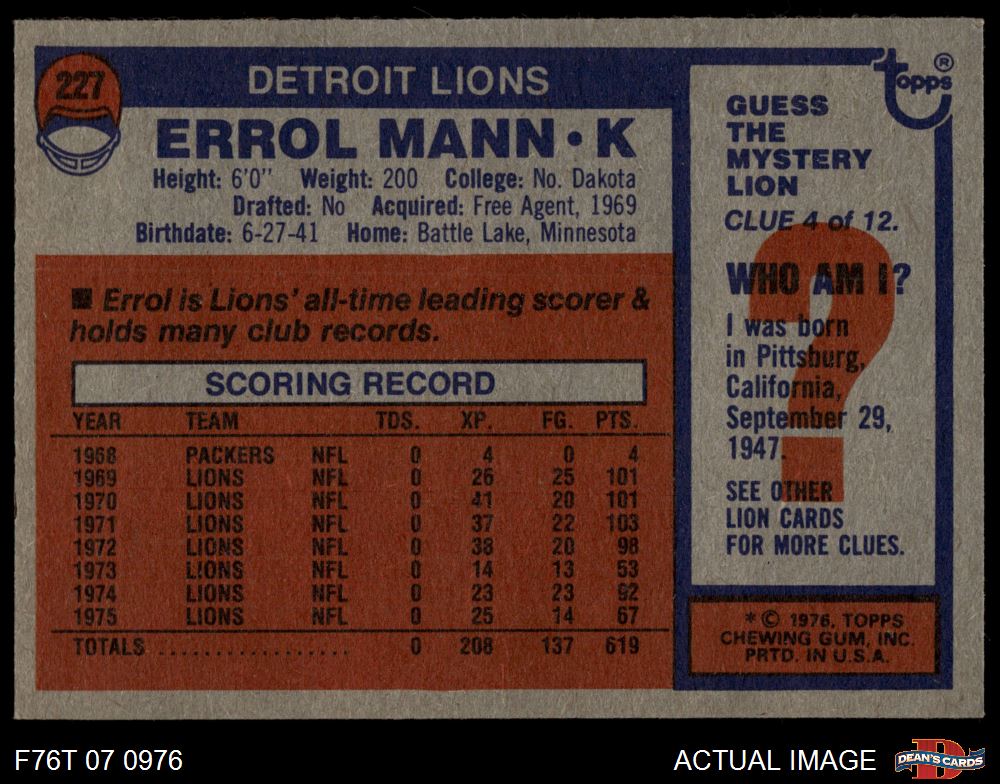 227
DETROIT LIONS
ERROL MANN • K
Height: 6'0" Weight: 200 College: No. Dakota
Drafted: No Acquired: Free Agent, 1969
Birthdate: 6-27-41 Home: Battle Lake, Minnesota
■ Errol is Lions' all-time leading scorer &
holds many club records.
SCORING RECORD
YEAR TEAM TDS. XP. FG. PTS.
1968 PACKERS NFL 0 4 0 4
1969 LIONS NFL 0 26 25 101
1970 LIONS NFL 0 41 20 101
1971 LIONS NFL 0 37 22 103
1972 LIONS NFL 0 38 20 98
1973 LIONS NFL 0 14 13 53
1974 LIONS NFL 0 23 23 92
1975 LIONS NFL 0 25 14 67
TOTALS .................. 0 208 137 619
Topps®
GUESS
THE
MYSTERY
LION
CLUE 4 of 12.
?
WHO AM I?
I was born
in Pittsburg,
California,
September 29,
1947.
SEE OTHER
LION CARDS
FOR MORE CLUES.
* © 1976, TOPPS
CHEWING GUM, INC.
PRTD. IN U.S.A.
F76T 07 0976
ACTUAL IMAGE
D
DEAN'S CARDS